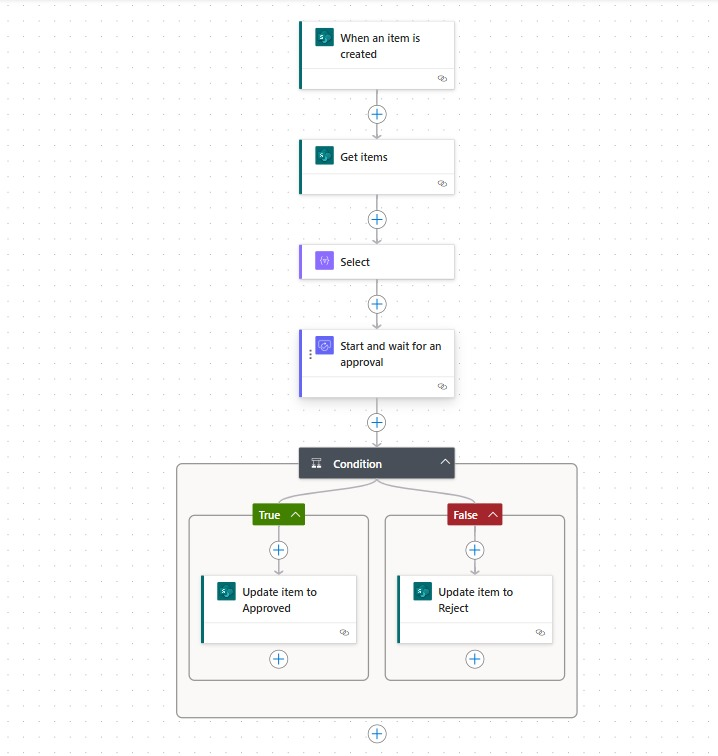 When an item is
created
Get items
Select
Start and wait for an
approval
Condition
True
False
Update item to
Approved
Update item to
Reject